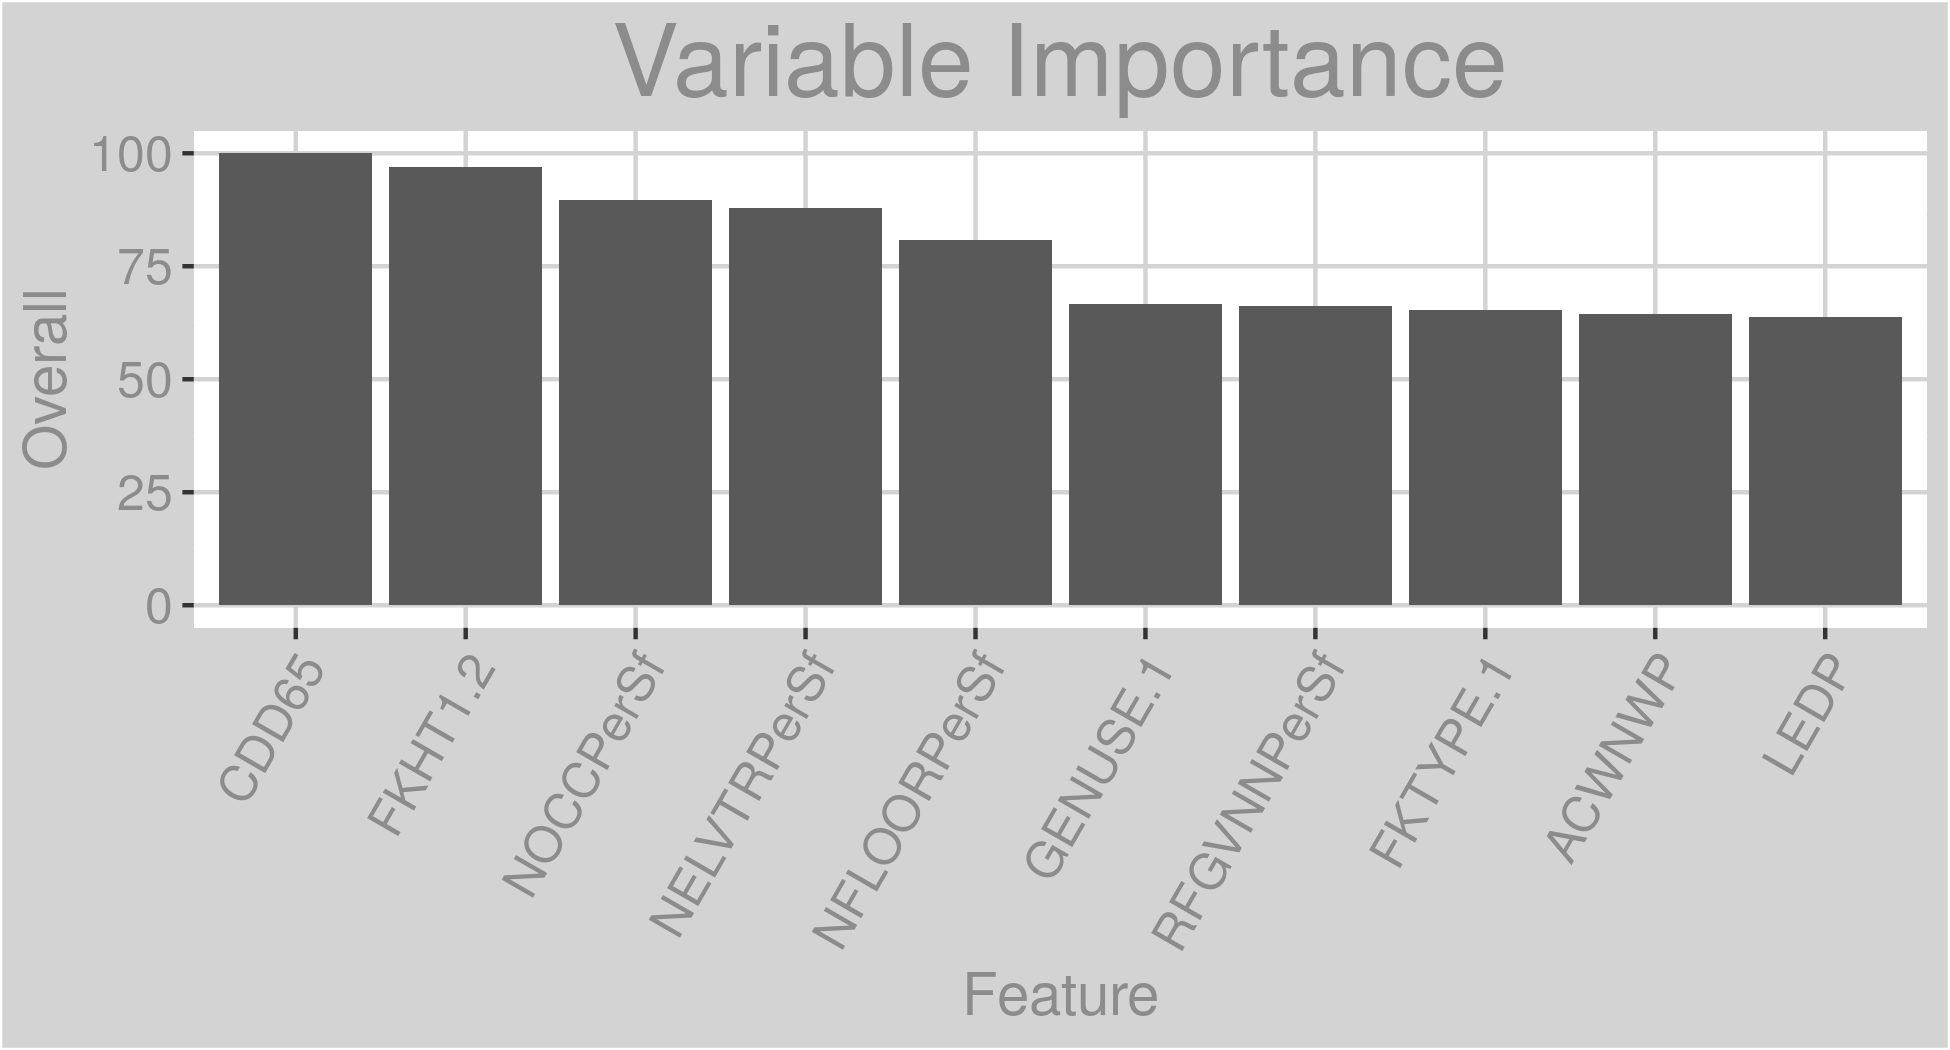 Variable Importance
Overall
100
75
50
25
0
CDD65
FKHT1.2
NOCCPerSf
NELVTRPerSf
NFLOORPerSf
GENUSE.1
RFGVNNPerSf
FKTYPE.1
ACWNWP
LEDP
Feature